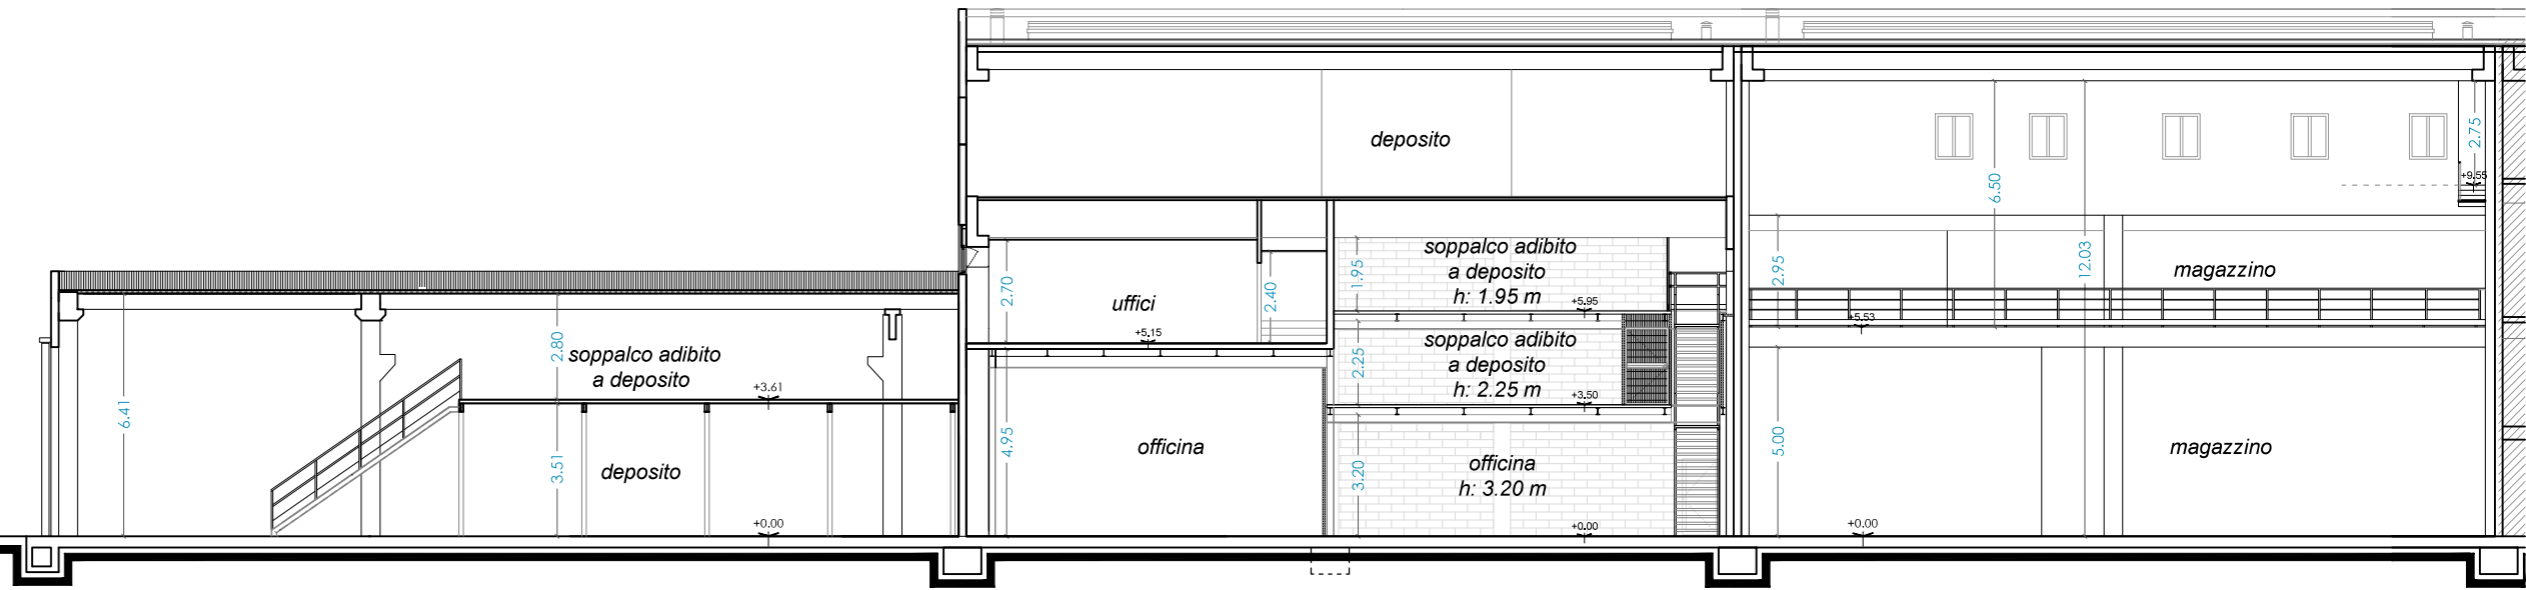 deposito
2.75
+9.55
6.50
soppalco adibito
a deposito
h: 1.95 m
1.95
+5.95
2.95
12.03
magazzino
+5.53
2.70
uffici
2.40
+5.15
2.80
soppalco adibito
a deposito
+3.61
soppalco adibito
a deposito
h: 2.25 m
2.25
+3.50
6.41
3.51
deposito
+0.00
4.95
officina
3.20
officina
h: 3.20 m
+0.00
5.00
magazzino
+0.00